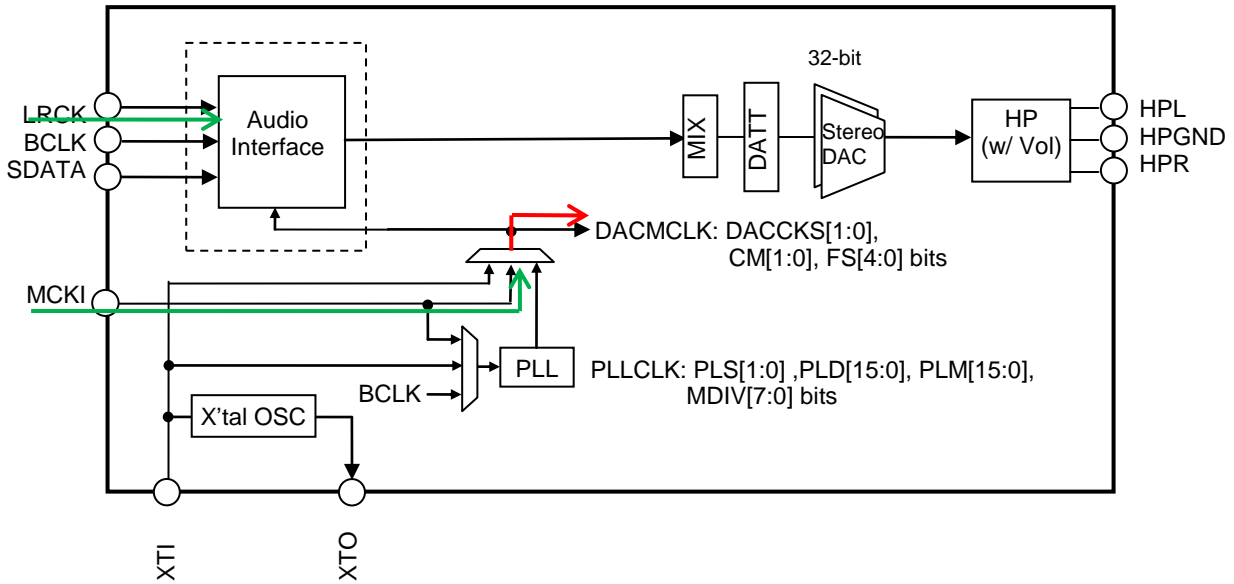 32-bit
LRCK
BCLK
SDATA
Audio
Interface
MIX
DATT
Stereo
DAC
HP
(w/ Vol)
HPL
HPGND
HPR
DACMCLK: DACCKS[1:0],
CM[1:0], FS[4:0] bits
MCKI
PLL
PLLCLK: PLS[1:0] ,PLD[15:0], PLM[15:0],
MDIV[7:0] bits
BCLK
X'tal OSC
XTI
XTO